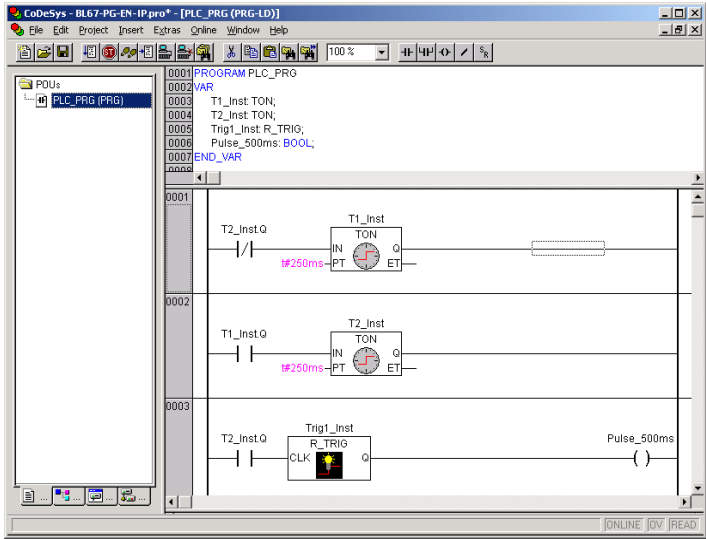 CoDeSys - BL67-PG-EN-IP.pro* - [PLC_PRG (PRG-LD)]
File Edit Project Insert Extras Online Window Help
100 %
POUs
PLC_PRG (PRG)
0001 PROGRAM PLC_PRG
0002 VAR
0003 T1_Inst: TON;
0004 T2_Inst: TON;
0005 Trig1_Inst: R_TRIG;
0006 Pulse_500ms: BOOL;
0007 END_VAR
0008
0001
T1_Inst
T2_Inst.Q TON
IN Q
t#250ms PT ET
0002
T2_Inst
T1_Inst.Q TON
IN Q
t#250ms PT ET
0003
Trig1_Inst
T2_Inst.Q R_TRIG Pulse_500ms
CLK Q
... ... ... ...
ONLINE OV READ